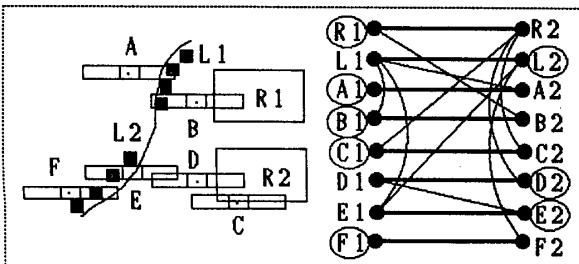 A
L1
R1
B
L2
D
F
R2
E
C
R1 R2
L1 L2
A1 A2
B1 B2
C1 C2
D1 D2
E1 E2
F1 F2